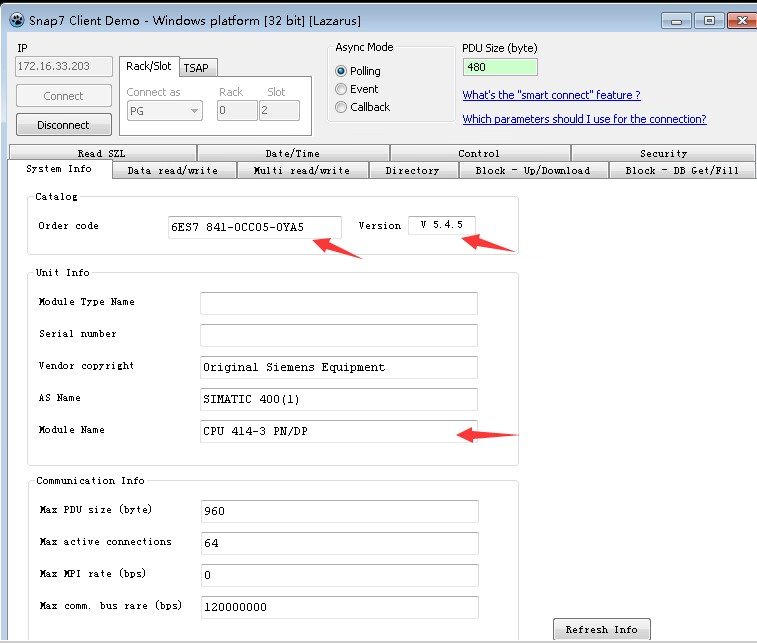 Snap7 Client Demo - Windows platform [32 bit] [Lazarus]
IP
172.16.33.203
Connect
Disconnect
Rack/Slot
TSAP
Connect as
Rack
Slot
PG
0
2
Async Mode
Polling
Event
Callback
PDU Size (byte)
480
What's the "smart connect" feature ?
Which parameters should I use for the connection?
Read SZL
Date/Time
Control
Security
System Info
Data read/write
Multi read/write
Directory
Block - Up/Download
Block - DB Get/Fill
Catalog
Order code
6ES7 841-0CC05-0YA5
Version
V 5.4.5
Unit Info
Module Type Name
Serial number
Vendor copyright
Original Siemens Equipment
AS Name
SIMATIC 400(1)
Module Name
CPU 414-3 PN/DP
Communication Info
Max PDU size (byte)
960
Max active connections
64
Max MPI rate (bps)
0
Max comm. bus rare (bps)
120000000
Refresh Info